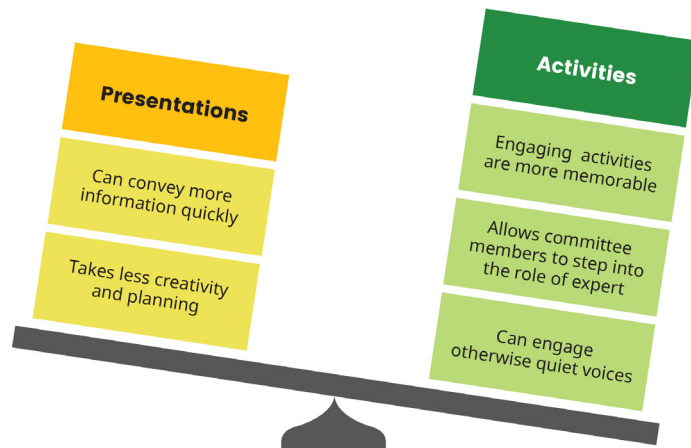 Presentations
Can convey more
information quickly
Takes less creativity
and planning
Activities
Engaging activities
are more memorable
Allows committee
members to step into
the role of expert
Can engage
otherwise quiet voices